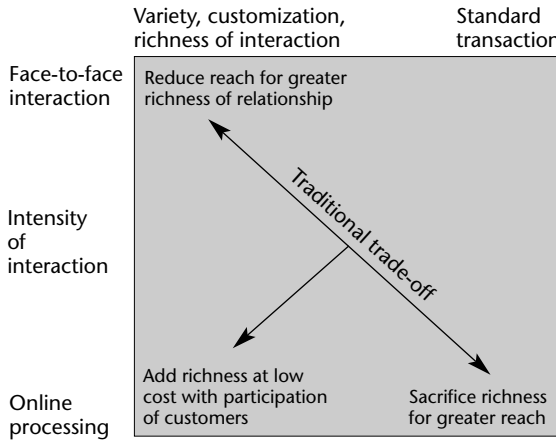 Variety, customization,
richness of interaction
Standard
transaction
Face-to-face
interaction
Reduce reach for greater
richness of relationship
Traditional trade-off
Intensity
of
interaction
Add richness at low
cost with participation
of customers
Sacrifice richness
for greater reach
Online
processing